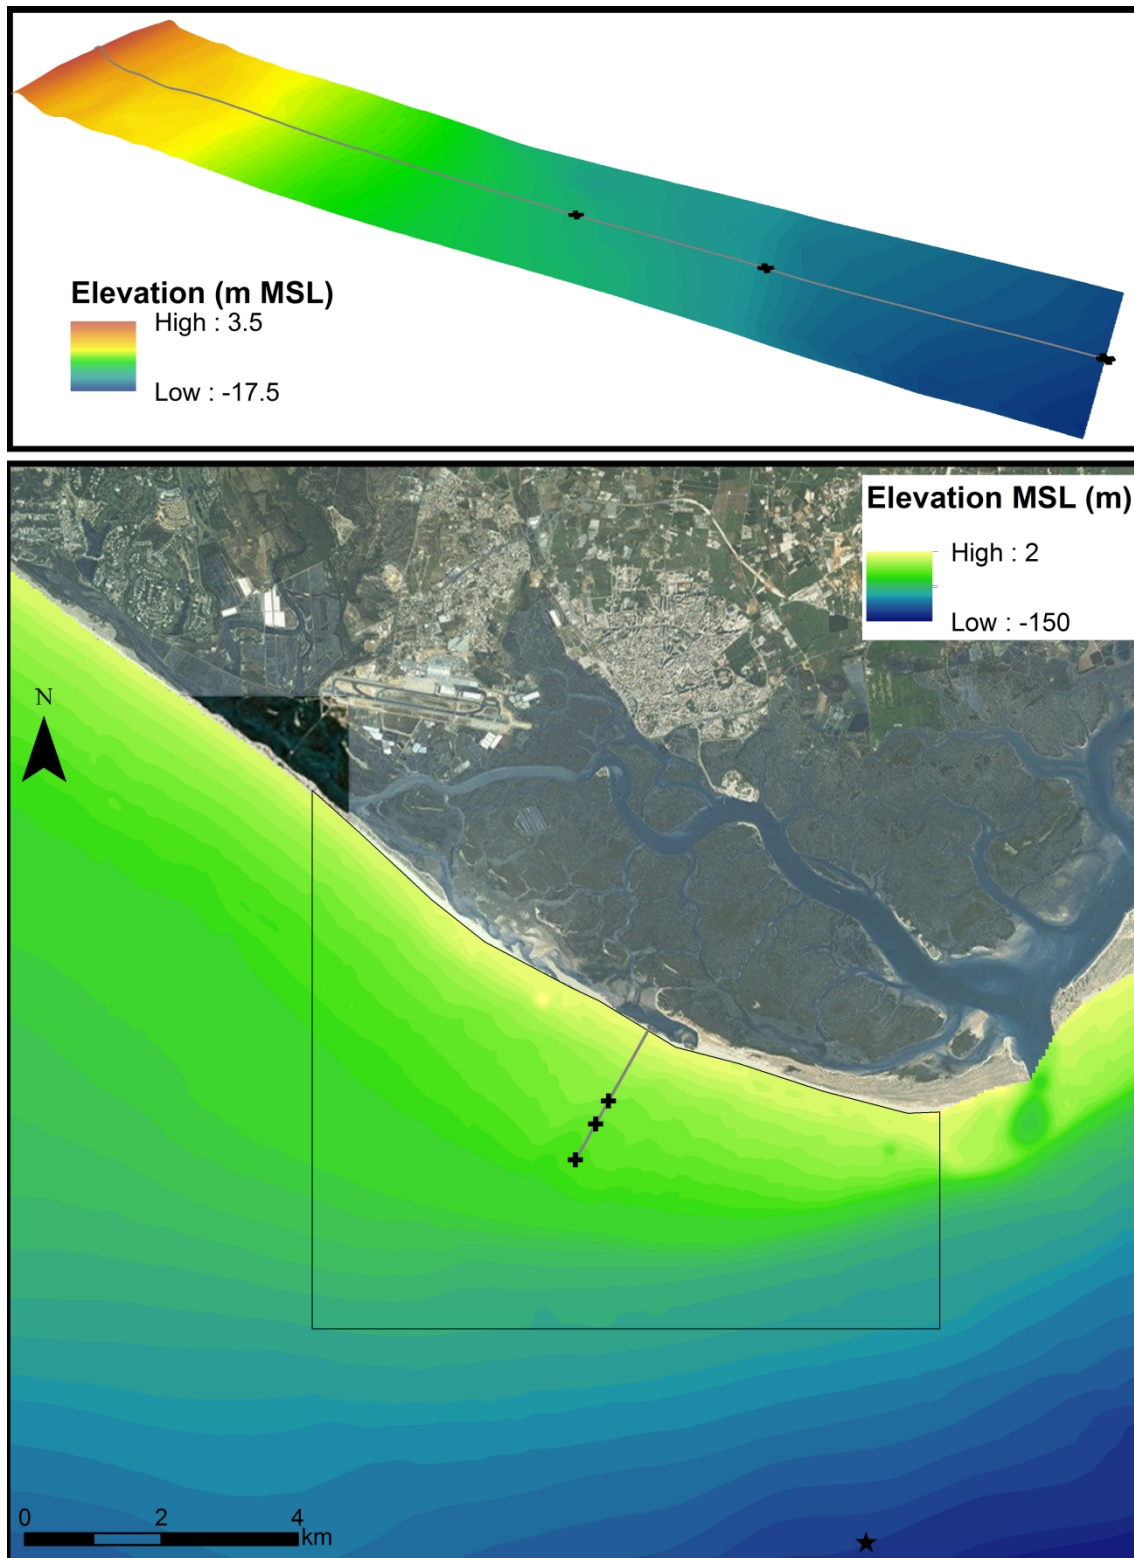 Elevation (m MSL)
High : 3.5
Low : -17.5
Elevation MSL (m)
High : 2
Low : -150
N
0 2 4
km